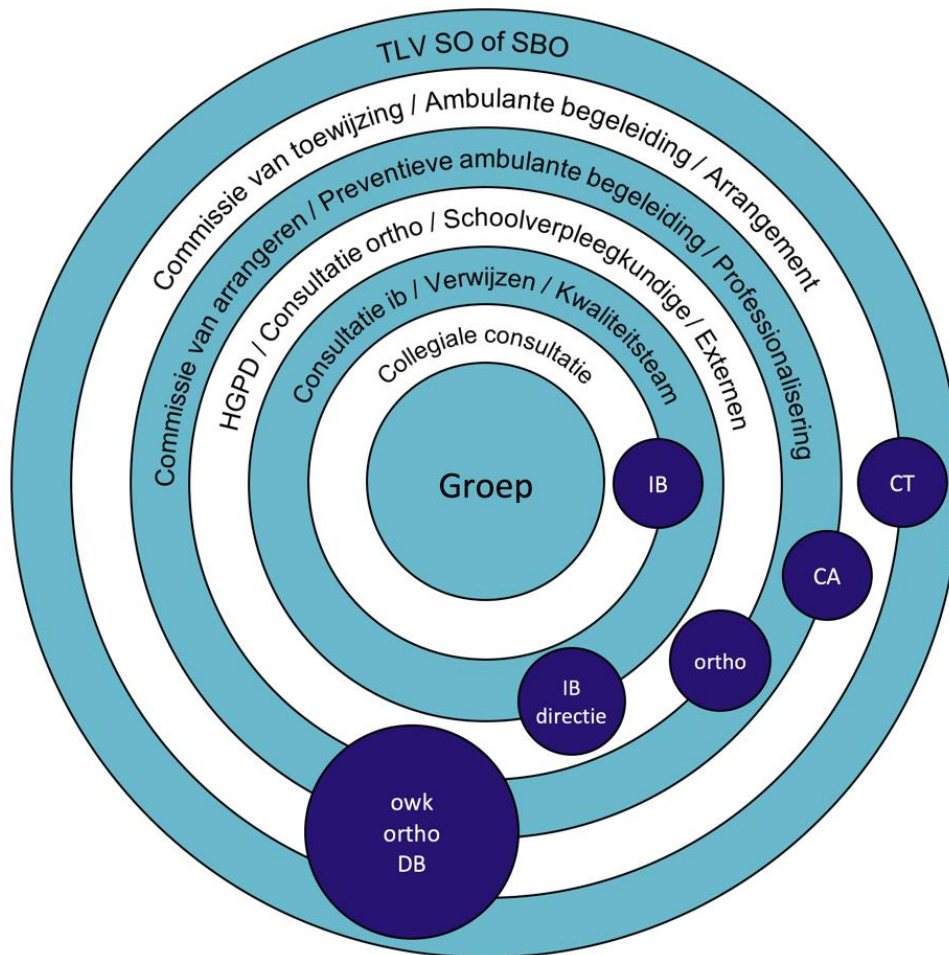 TLV SO of SBO
Commissie van toewijzing / Ambulante begeleiding / Arrangement
Commissie van arrangeren / Preventieve ambulante begeleiding / Professionalisering
HGPD / Consultatie ortho / Schoolverpleegkundige / Externen
Consultatie ib / Verwijzen / Kwaliteitsteam
Collegiale consultatie
Groep
IB
CT
CA
ortho
IB
directie
owk
ortho
DB